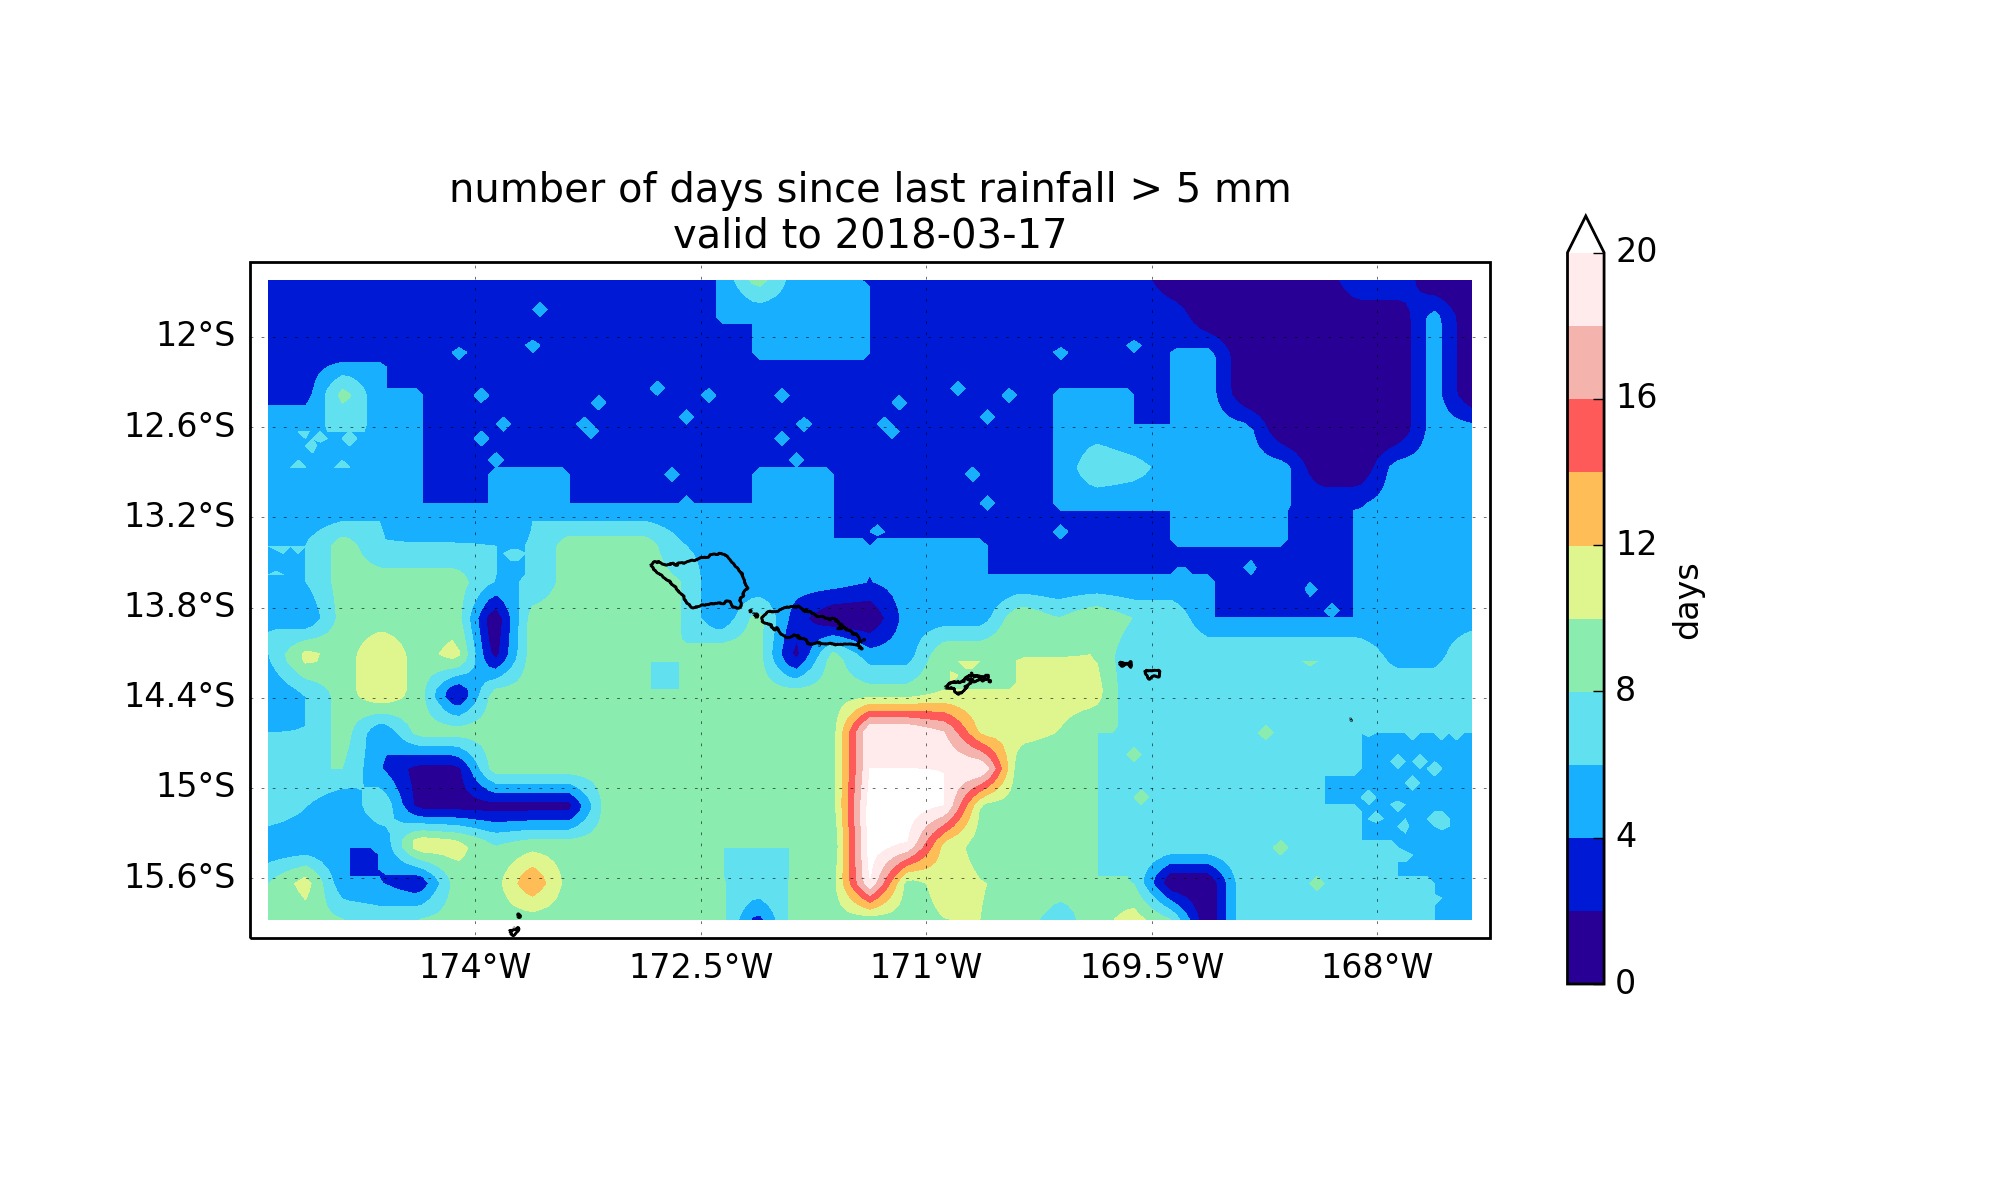 number of days since last rainfall > 5 mm
valid to 2018-03-17
12°S
12.6°S
13.2°S
13.8°S
14.4°S
15°S
15.6°S
174°W
172.5°W
171°W
169.5°W
168°W
20
16
12
8
4
0
days